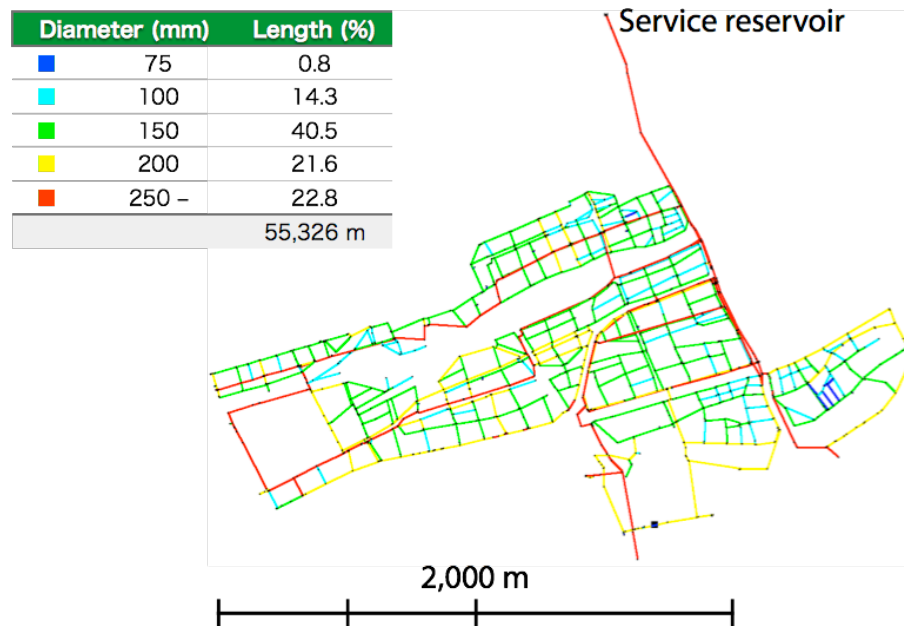 Service reservoir
Diameter (mm) Length (%)
75 0.8
100 14.3
150 40.5
200 21.6
250 – 22.8
55,326 m
2,000 m